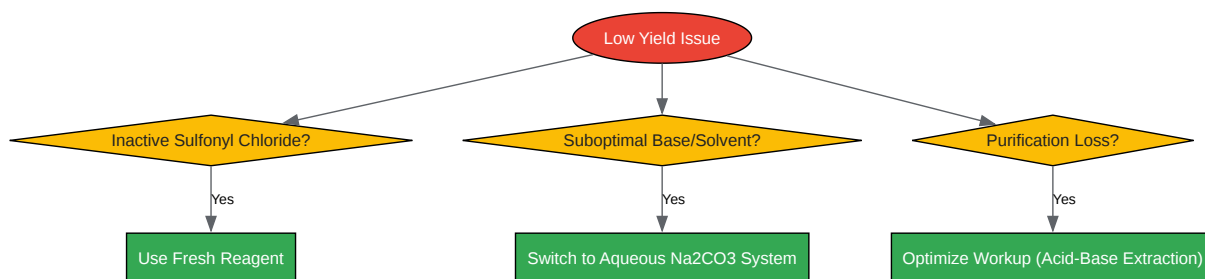 Low Yield Issue
Inactive Sulfonyl Chloride?
Suboptimal Base/Solvent?
Purification Loss?
Yes
Yes
Yes
Use Fresh Reagent
Switch to Aqueous Na2CO3 System
Optimize Workup (Acid-Base Extraction)